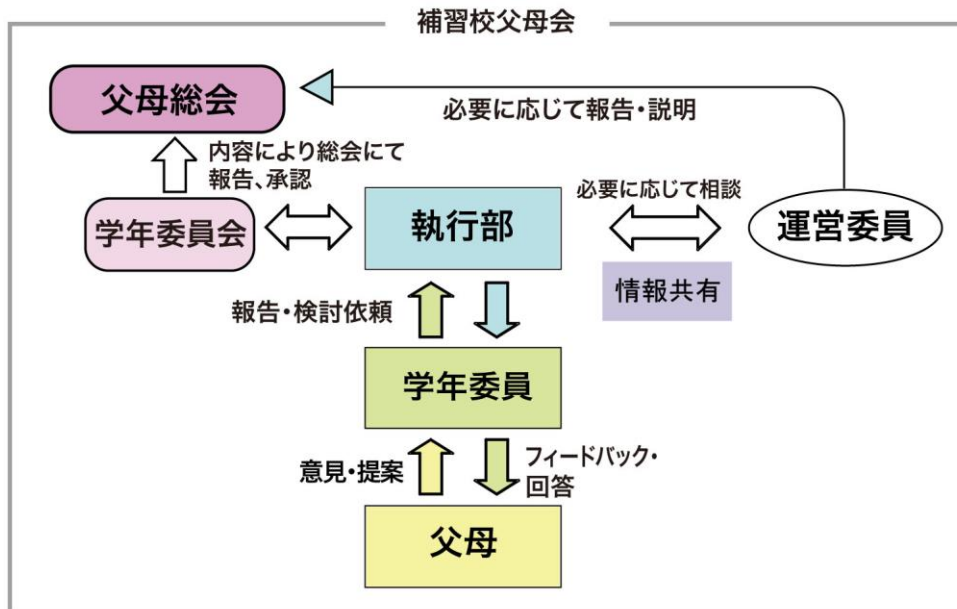 補習校父母会
父母総会
必要に応じて報告・説明
内容により総会にて
報告、承認
必要に応じて相談
学年委員会
執行部
運営委員
情報共有
報告・検討依頼
学年委員
意見・提案
フィードバック・
回答
父母